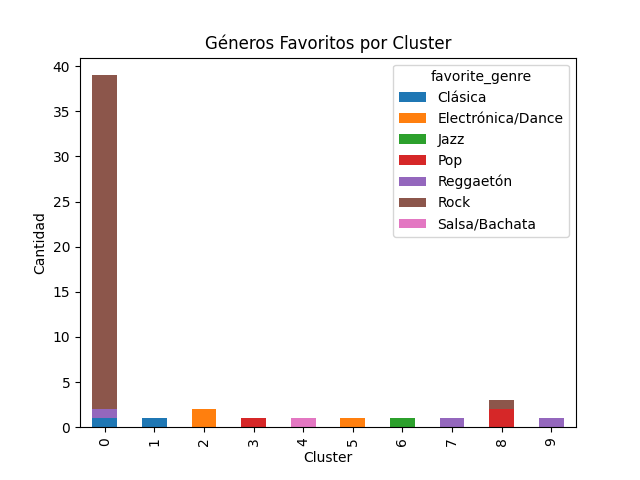 Géneros Favoritos por Cluster
favorite_genre
Clásica
Electrónica/Dance
Jazz
Pop
Reggaetón
Rock
Salsa/Bachata
Cantidad
40
35
30
25
20
15
10
5
0
0 1 2 3 4 5 6 7 8 9
Cluster